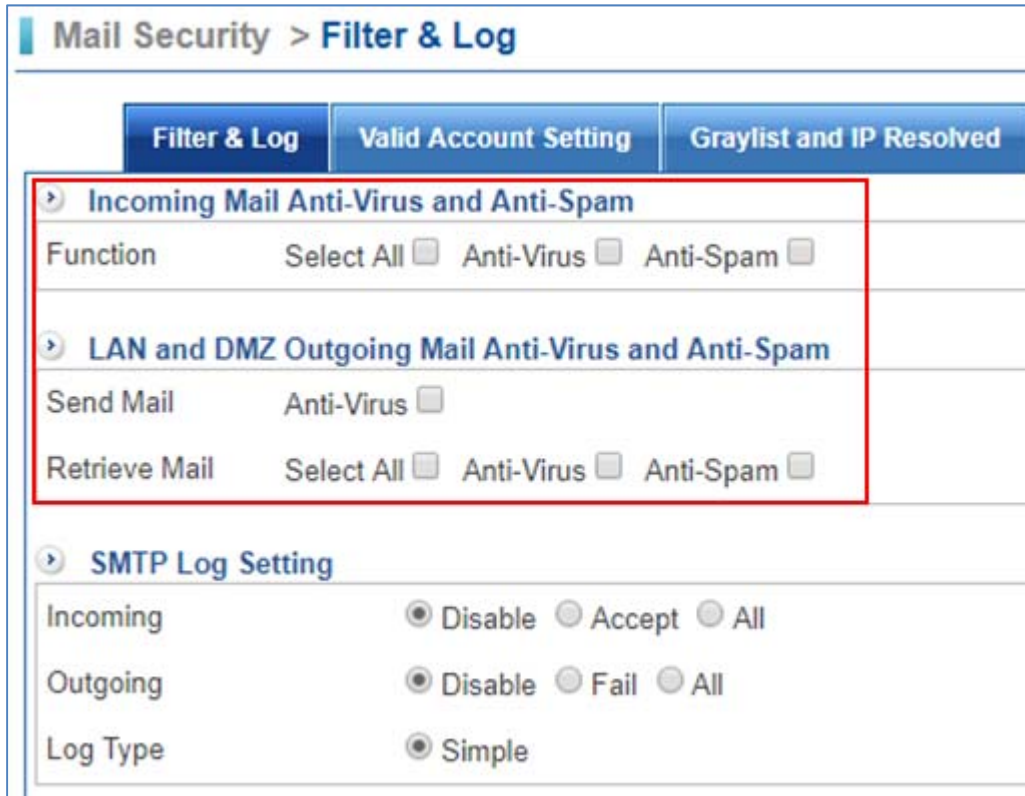 Mail Security > Filter & Log
Filter & Log Valid Account Setting Graylist and IP Resolved
Incoming Mail Anti-Virus and Anti-Spam
Function Select All Anti-Virus Anti-Spam
LAN and DMZ Outgoing Mail Anti-Virus and Anti-Spam
Send Mail Anti-Virus
Retrieve Mail Select All Anti-Virus Anti-Spam
SMTP Log Setting
Incoming Disable Accept All
Outgoing Disable Fail All
Log Type Simple